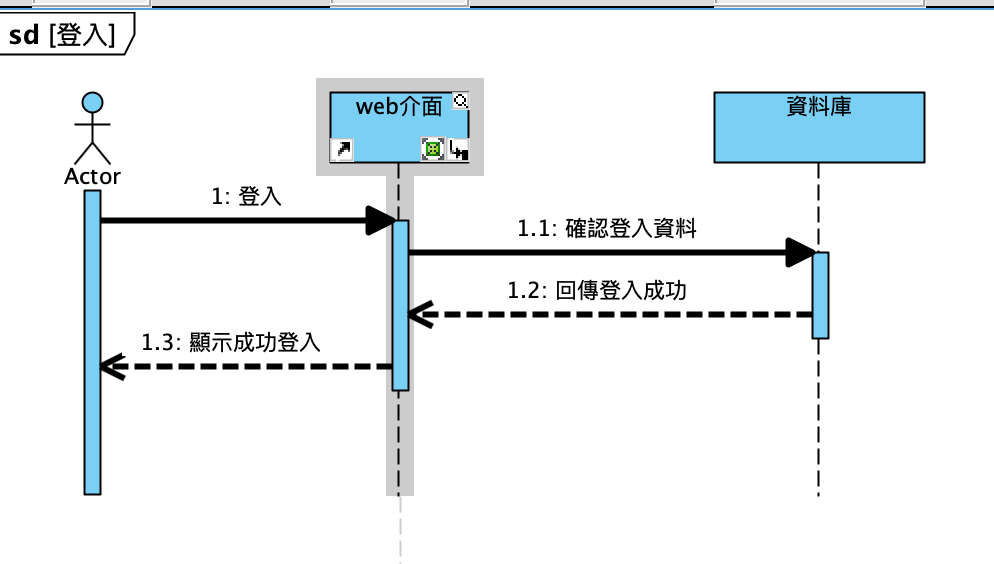 sd [登入]
web介面
資料庫
Actor
1: 登入
1.1: 確認登入資料
1.2: 回傳登入成功
1.3: 顯示成功登入